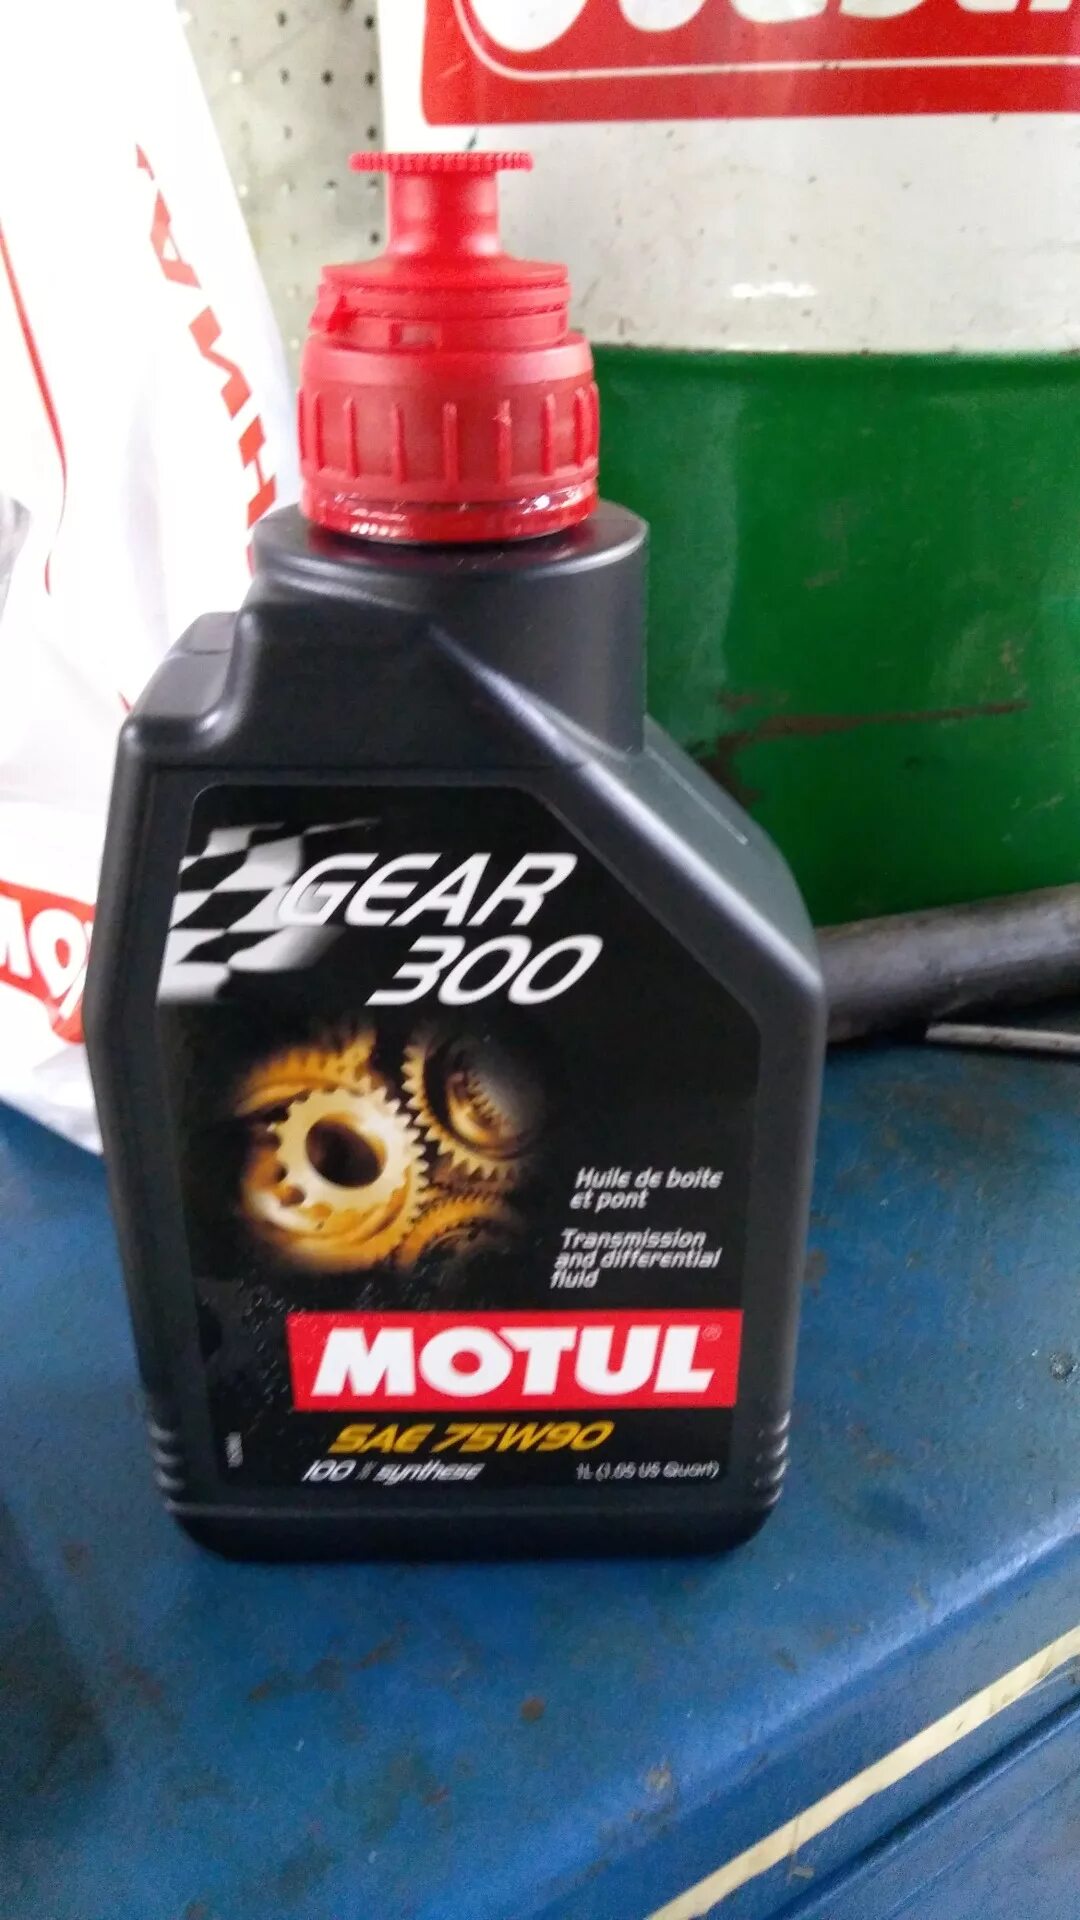 GEAR
300
Huile de boîte
et pont
Transmission
and differential
fluid
MOTUL®
SAE 75W90
100 % synthese
1L (1.05 US Quart)